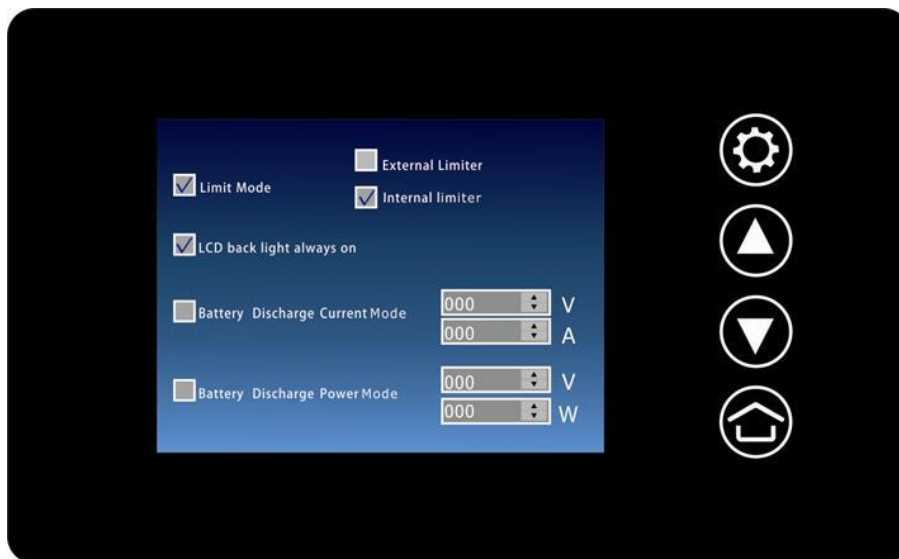 External Limiter
Limit Mode
Internal limiter
LCD back light always on
Battery Discharge Current Mode
000 V
000 A
Battery Discharge Power Mode
000 V
000 W